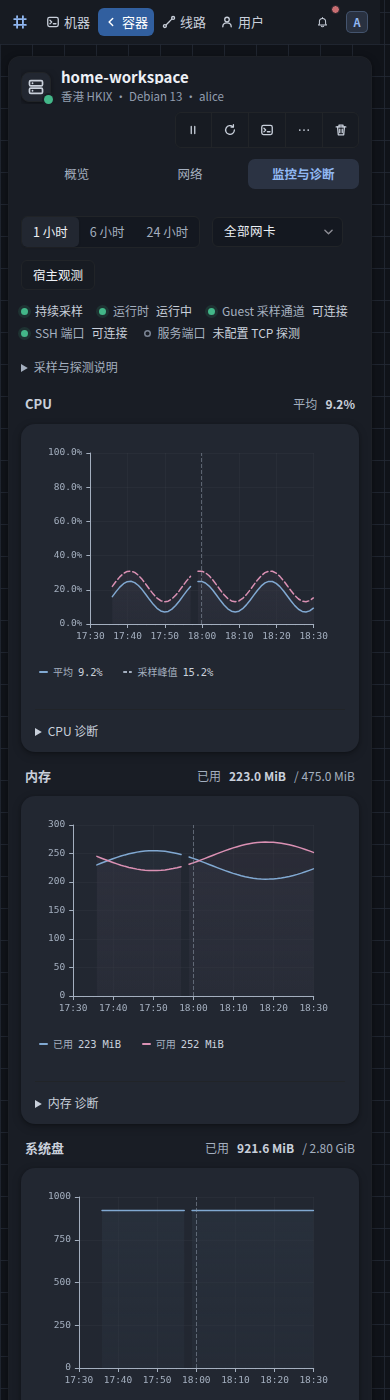 机器 容器 线路 用户 A
home-workspace
香港 HKIX • Debian 13 • alice
概览 网络 监控与诊断
1 小时 6 小时 24 小时 全部网卡
宿主观测
持续采样 运行时 运行中 Guest 采样通道 可连接
SSH 端口 可连接 服务端口 未配置 TCP 探测
采样与探测说明
CPU 平均 9.2%
100.0%
80.0%
60.0%
40.0%
20.0%
0.0%
17:30 17:40 17:50 18:00 18:10 18:20 18:30
平均 9.2% 采样峰值 15.2%
CPU 诊断
内存 已用 223.0 MiB / 475.0 MiB
300
250
200
150
100
50
0
17:30 17:40 17:50 18:00 18:10 18:20 18:30
已用 223 MiB 可用 252 MiB
内存 诊断
系统盘 已用 921.6 MiB / 2.80 GiB
1000
750
500
250
0
17:30 17:40 17:50 18:00 18:10 18:20 18:30